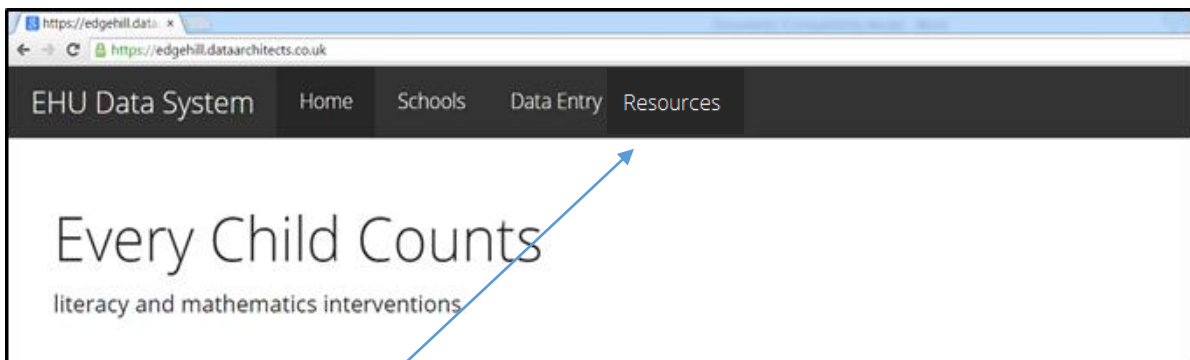 https://edgehill.data
https://edgehill.dataarchitects.co.uk
EHU Data System Home Schools Data Entry Resources
Every Child Counts
literacy and mathematics interventions